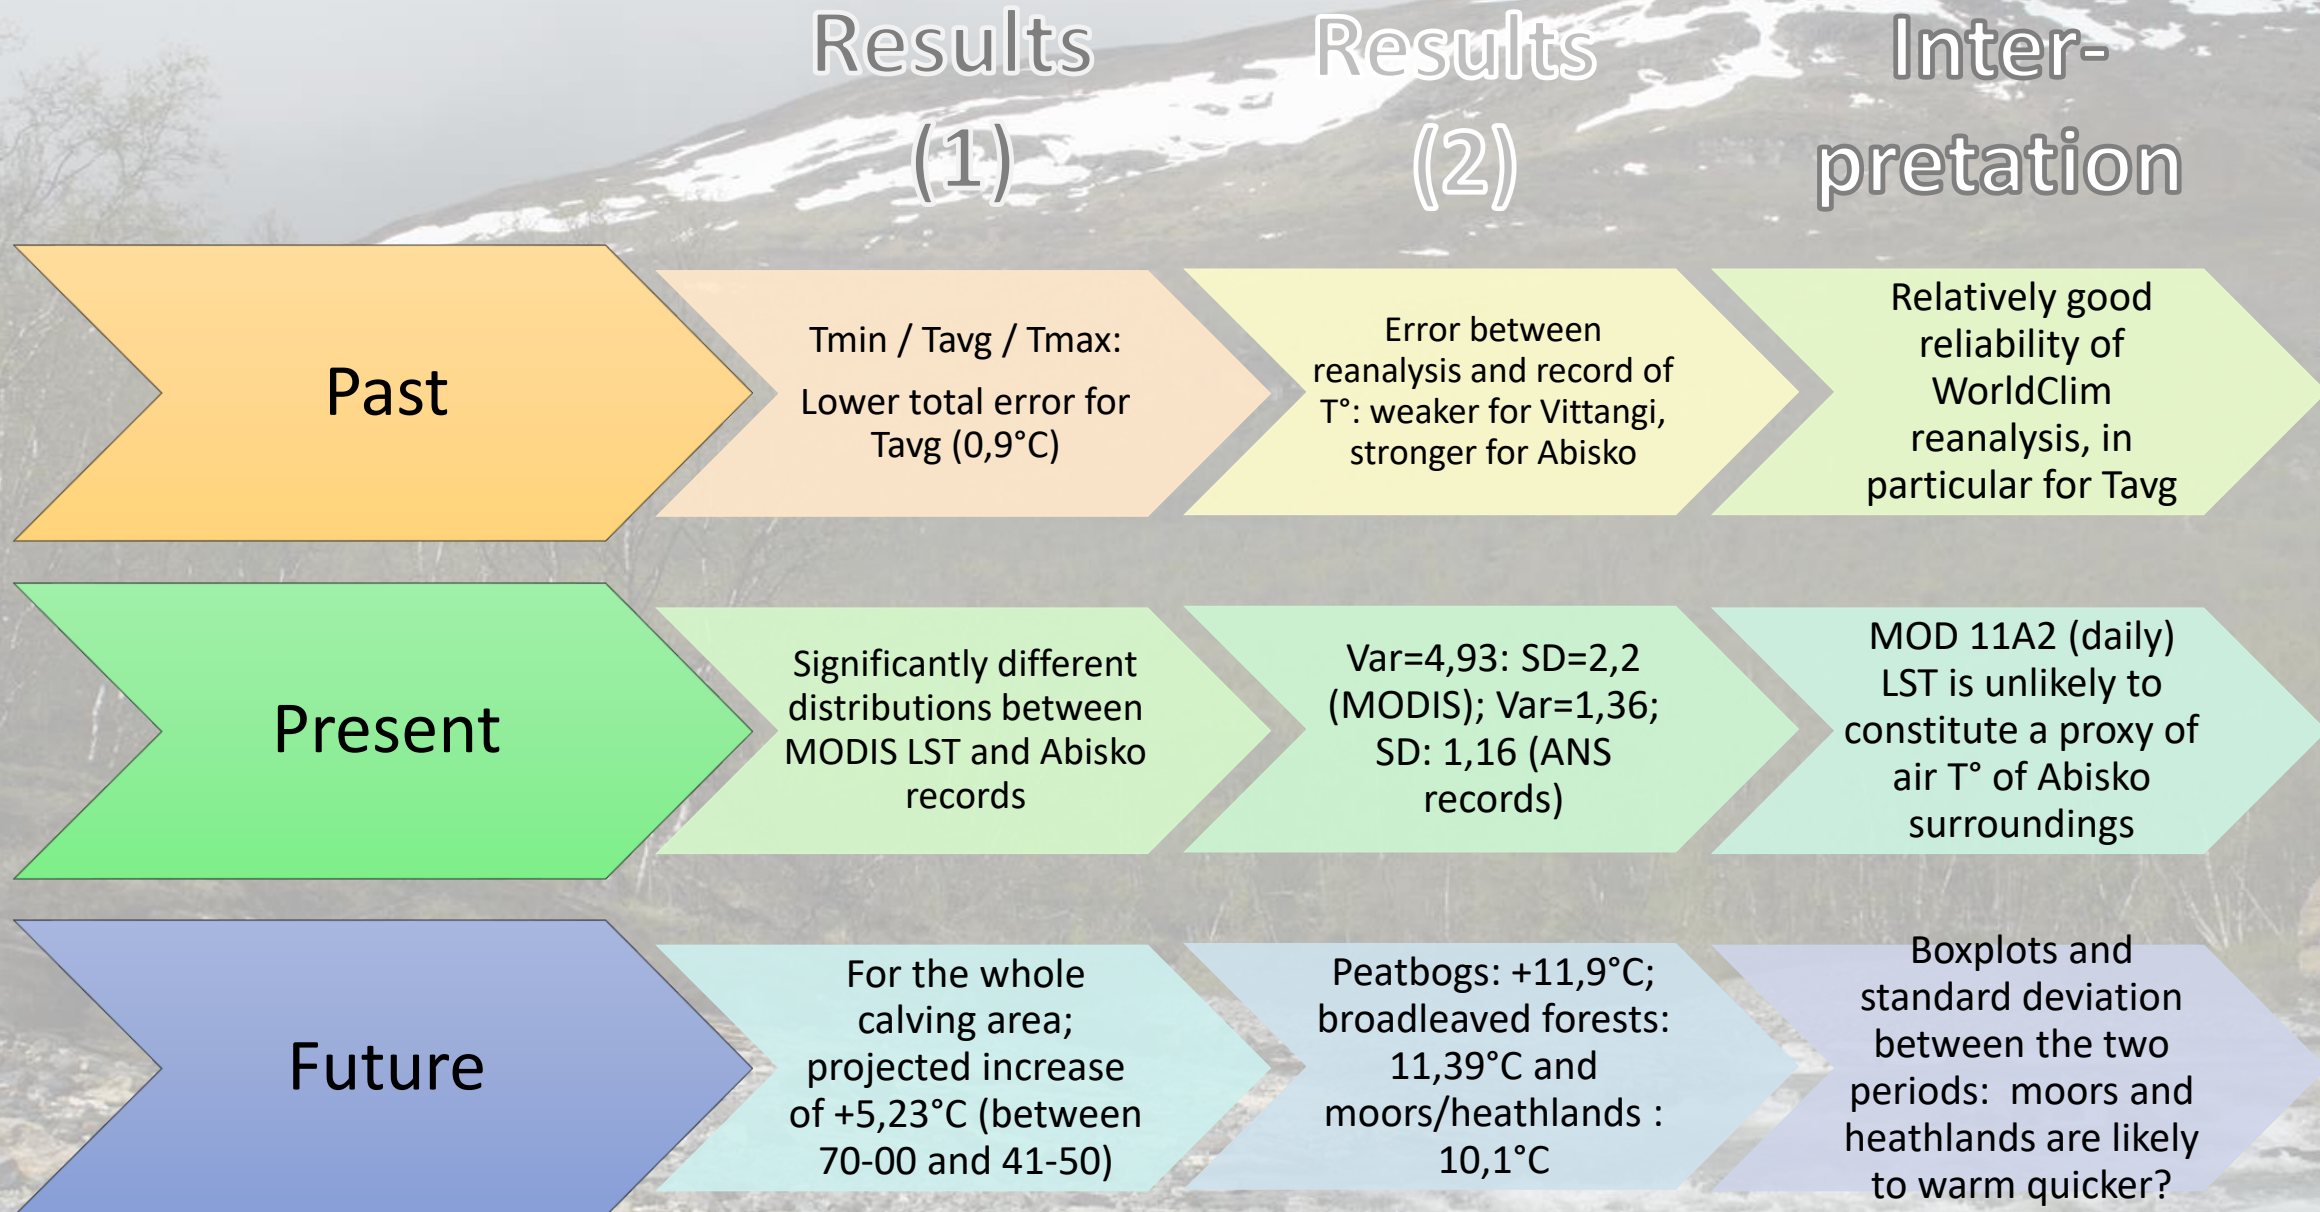 Results
(1)
Results
(2)
Inter-
pretation
Past
Tmin / Tavg / Tmax:
Lower total error for
Tavg (0,9°C)
Error between
reanalysis and record of
T°: weaker for Vittangi,
stronger for Abisko
Relatively good
reliability of
WorldClim
reanalysis, in
particular for Tavg
Present
Significantly different
distributions between
MODIS LST and Abisko
records
Var=4,93: SD=2,2
(MODIS); Var=1,36;
SD: 1,16 (ANS
records)
MOD 11A2 (daily)
LST is unlikely to
constitute a proxy of
air T° of Abisko
surroundings
Future
For the whole
calving area;
projected increase
of +5,23°C (between
70-00 and 41-50)
Peatbogs: +11,9°C;
broadleaved forests:
11,39°C and
moors/heathlands :
10,1°C
Boxplots and
standard deviation
between the two
periods:  moors and
heathlands are likely
to warm quicker?